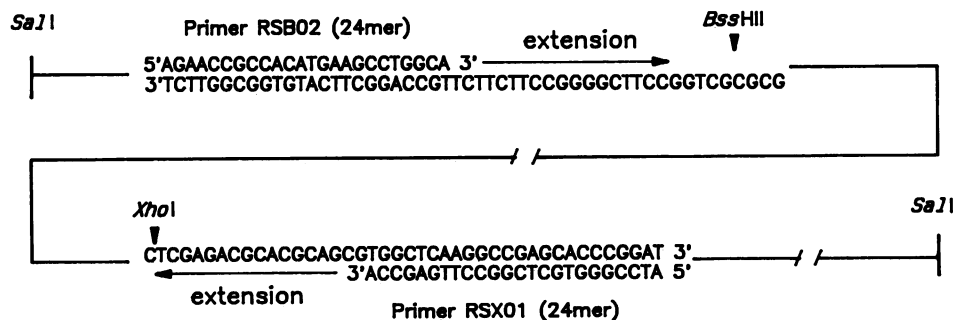 SalI Primer RSB02 (24mer) BssHII
extension
5'AGAACCGCCACATGAAGCCTGGCA 3'
3'TCTTGGCGGTGTACTTCGGACCGTTCTTCTTCCGGGGCTTCCGGTCGCGCG
XhoI SalI
CTCGAGACGCACGCAGCGTGGCTCAAGGCCGAGCACCCGGAT 3'
3'ACCGAGTTCCGGCTCGTGGGCCTA 5'
extension
Primer RSX01 (24mer)